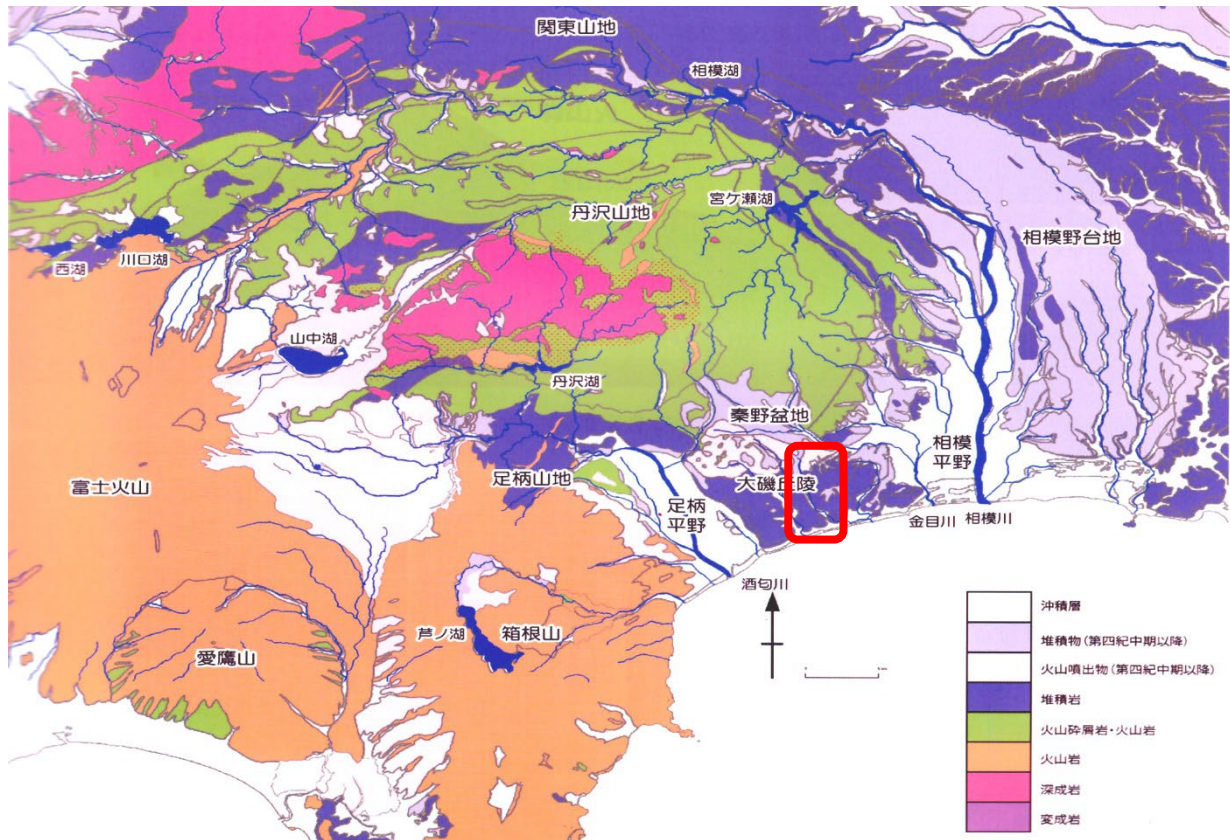 関東山地
相模湖
宮ケ瀬湖
丹沢山地
相模野台地
西湖
川口湖
山中湖
丹沢湖
秦野盆地
相模
平野
富士火山
足柄山地
大磯丘陵
足柄
平野
金目川
相模川
酒匂川
芦ノ湖
箱根山
愛鷹山
沖積層
堆積物(第四紀中期以降)
火山噴出物(第四紀中期以降)
堆積岩
火山砕屑岩・火山岩
火山岩
深成岩
変成岩